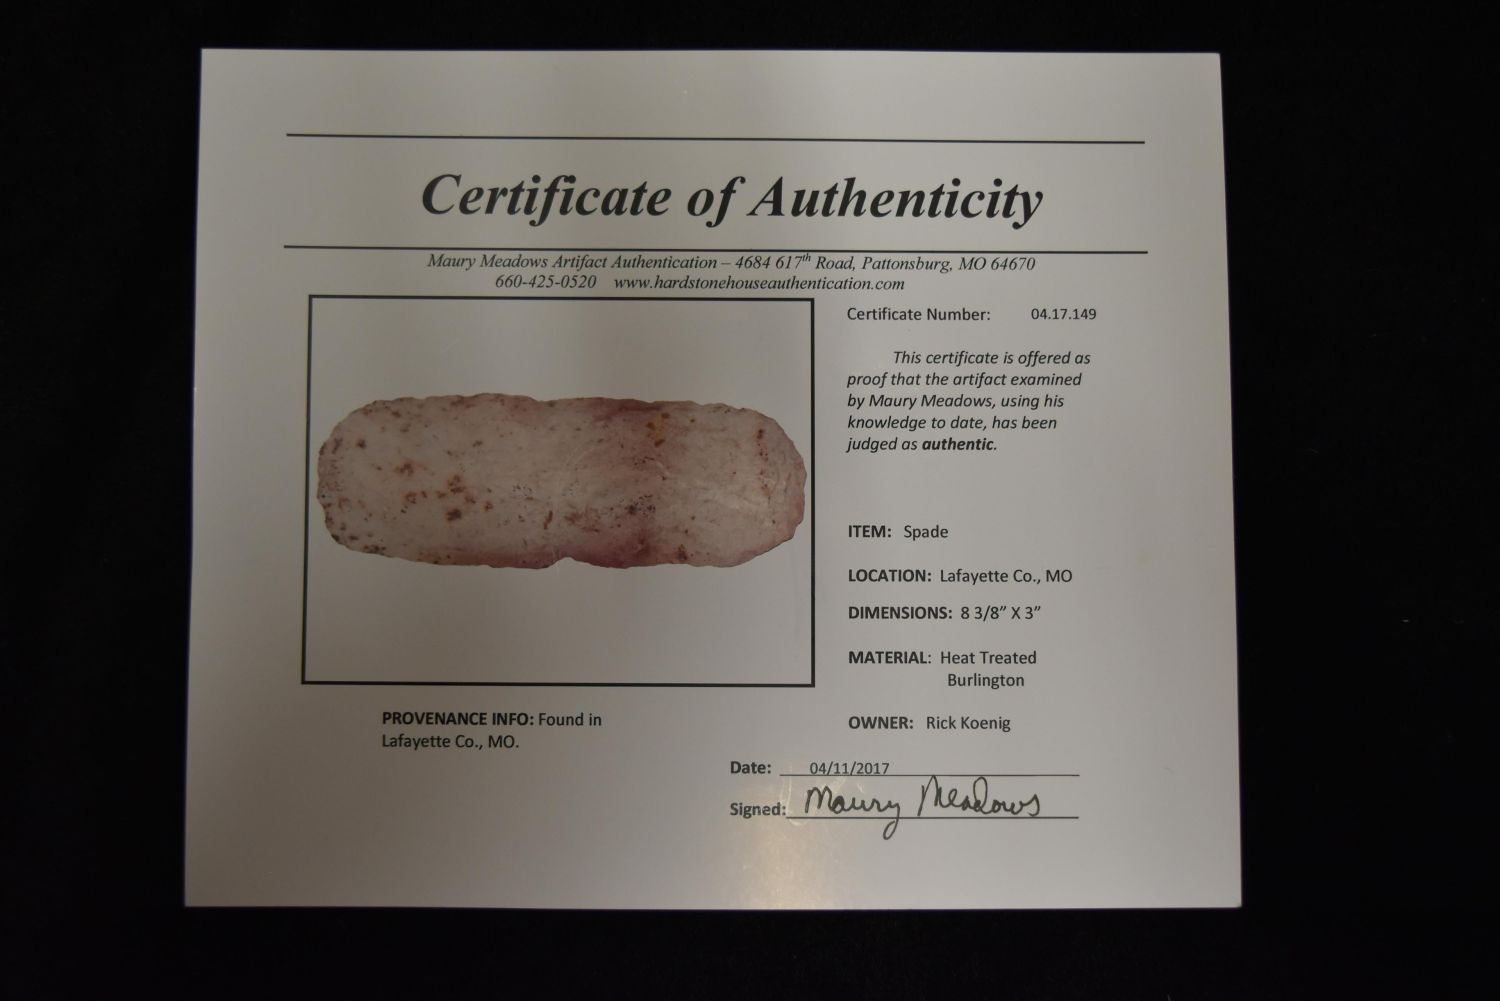 Certificate of Authenticity
Maury Meadows Artifact Authentication – 4684 617th Road, Pattonsburg, MO 64670
660-425-0520 www.hardstonehouseauthentication.com
Certificate Number: 04.17.149
This certificate is offered as
proof that the artifact examined
by Maury Meadows, using his
knowledge to date, has been
judged as authentic.
ITEM: Spade
LOCATION: Lafayette Co., MO
DIMENSIONS: 8 3/8” X 3”
MATERIAL: Heat Treated
Burlington
OWNER: Rick Koenig
PROVENANCE INFO: Found in
Lafayette Co., MO.
Date: 04/11/2017
Signed: Maury Meadows